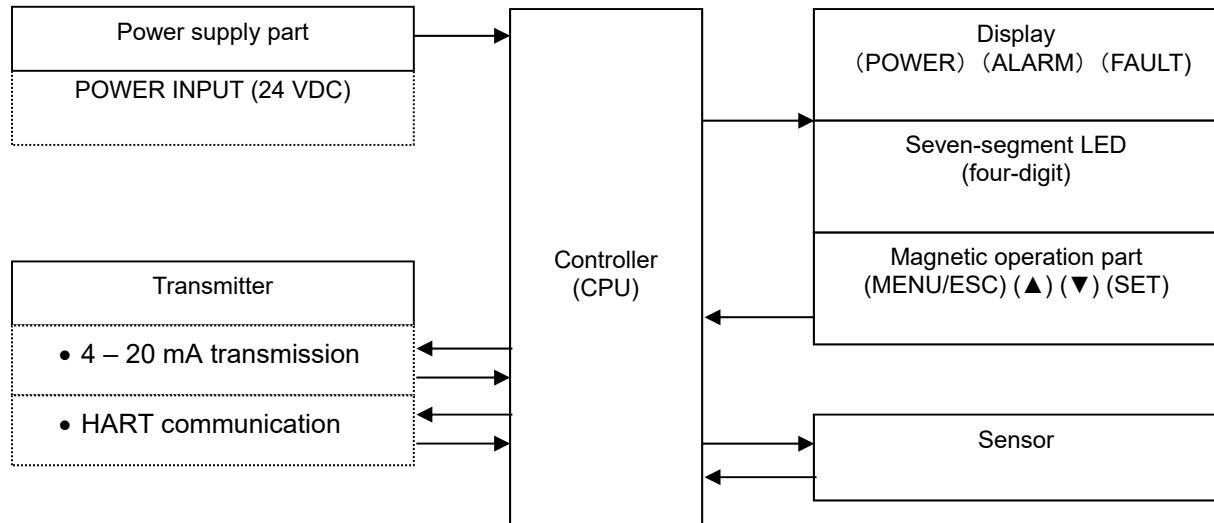 Power supply part
POWER INPUT (24 VDC)
Transmitter
• 4 – 20 mA transmission
• HART communication
Controller
(CPU)
Display
（POWER）（ALARM）（FAULT）
Seven-segment LED
(four-digit)
Magnetic operation part
(MENU/ESC) (▲) (▼) (SET)
Sensor